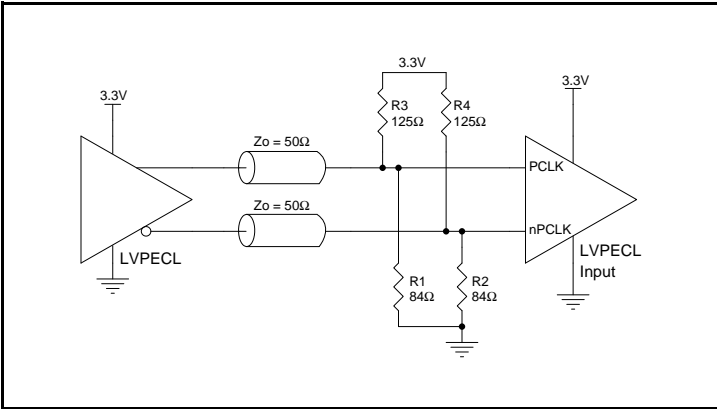 3.3V
3.3V
3.3V
R3
125Ω
R4
125Ω
Zo = 50Ω
PCLK
Zo = 50Ω
nPCLK
LVPECL
LVPECL
Input
R1
84Ω
R2
84Ω